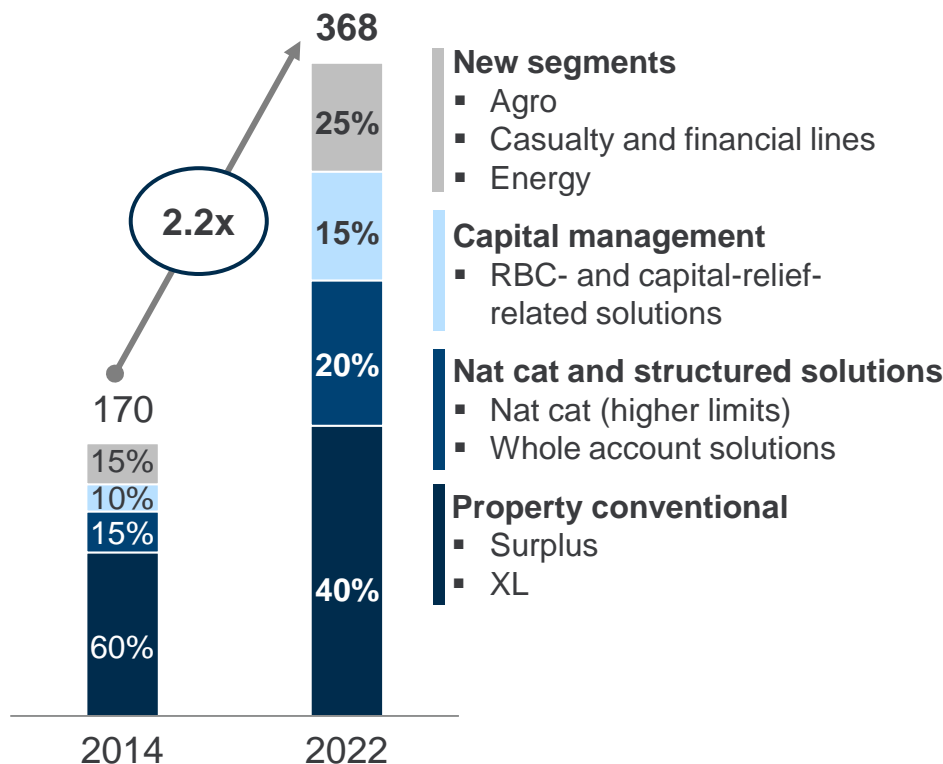 368
2.2x
170
25%
15%
20%
40%
15%
10%
15%
60%
2014
2022
New segments
▪ Agro
▪ Casualty and financial lines
▪ Energy
Capital management
▪ RBC- and capital-relief-
related solutions
Nat cat and structured solutions
▪ Nat cat (higher limits)
▪ Whole account solutions
Property conventional
▪ Surplus
▪ XL